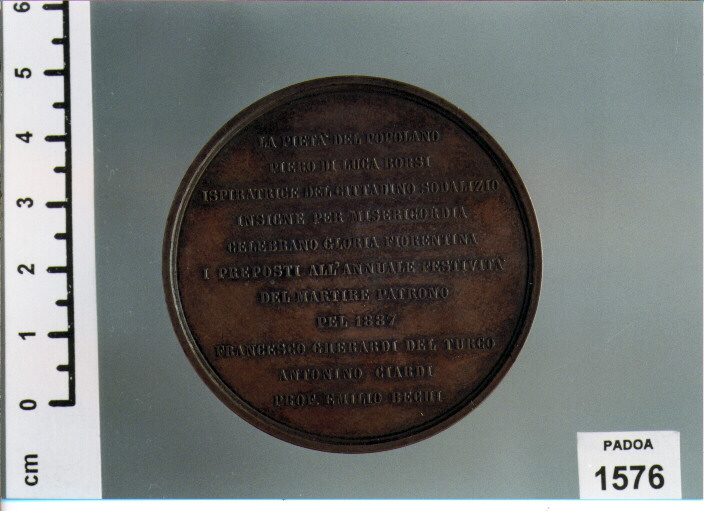 LA PIETA' DEL POPOLANO
PIERO DI LUCA BORSI
ISPIRATRICE DEL CITTADINO SODALIZIO
INSIGNE PER MISERICORDIA
CELEBRANO GLORIA FIORENTINA
I PREPOSTI ALL'ANNUALE FESTIVITA'
DEL MARTIRE PATRONO
PEL 1887
FRANCESCO GHERARDI DEL TURCO
ANTONINO CIARDI
PROF. EMILIO BECHI
6
5
4
3
2
1
0
cm
PADOA
1576